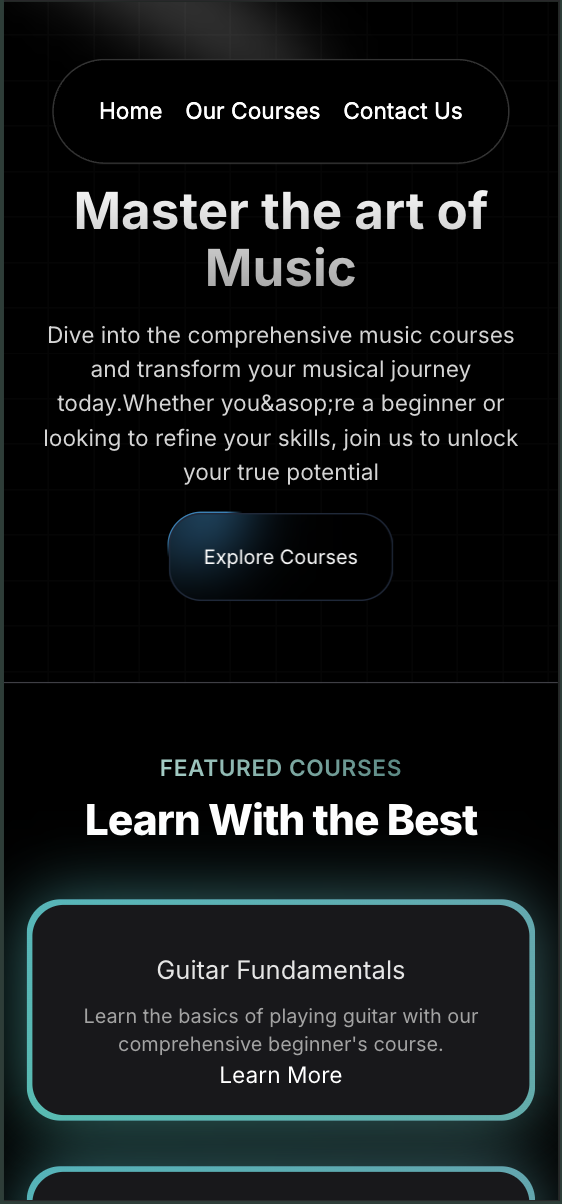 Home Our Courses Contact Us
Master the art of
Music
Dive into the comprehensive music courses
and transform your musical journey
today.Whether you&asop;re a beginner or
looking to refine your skills, join us to unlock
your true potential
Explore Courses
FEATURED COURSES
Learn With the Best
Guitar Fundamentals
Learn the basics of playing guitar with our
comprehensive beginner's course.
Learn More